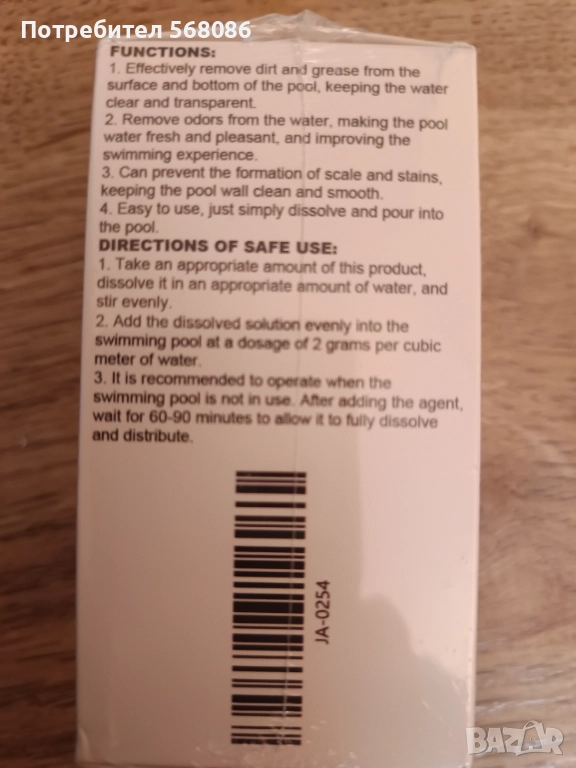 Потребител 568086
FUNCTIONS:
1. Effectively remove dirt and grease from the
surface and bottom of the pool, keeping the water
clear and transparent.
2. Remove odors from the water, making the pool
water fresh and pleasant, and improving the
swimming experience.
3. Can prevent the formation of scale and stains,
keeping the pool wall clean and smooth.
4. Easy to use, just simply dissolve and pour into
the pool.
DIRECTIONS OF SAFE USE:
1. Take an appropriate amount of this product,
dissolve it in an appropriate amount of water, and
stir evenly.
2. Add the dissolved solution evenly into the
swimming pool at a dosage of 2 grams per cubic
meter of water.
3. It is recommended to operate when the
swimming pool is not in use. After adding the agent,
wait for 60-90 minutes to allow it to fully dissolve
and distribute.
JA-0254
BAZAR